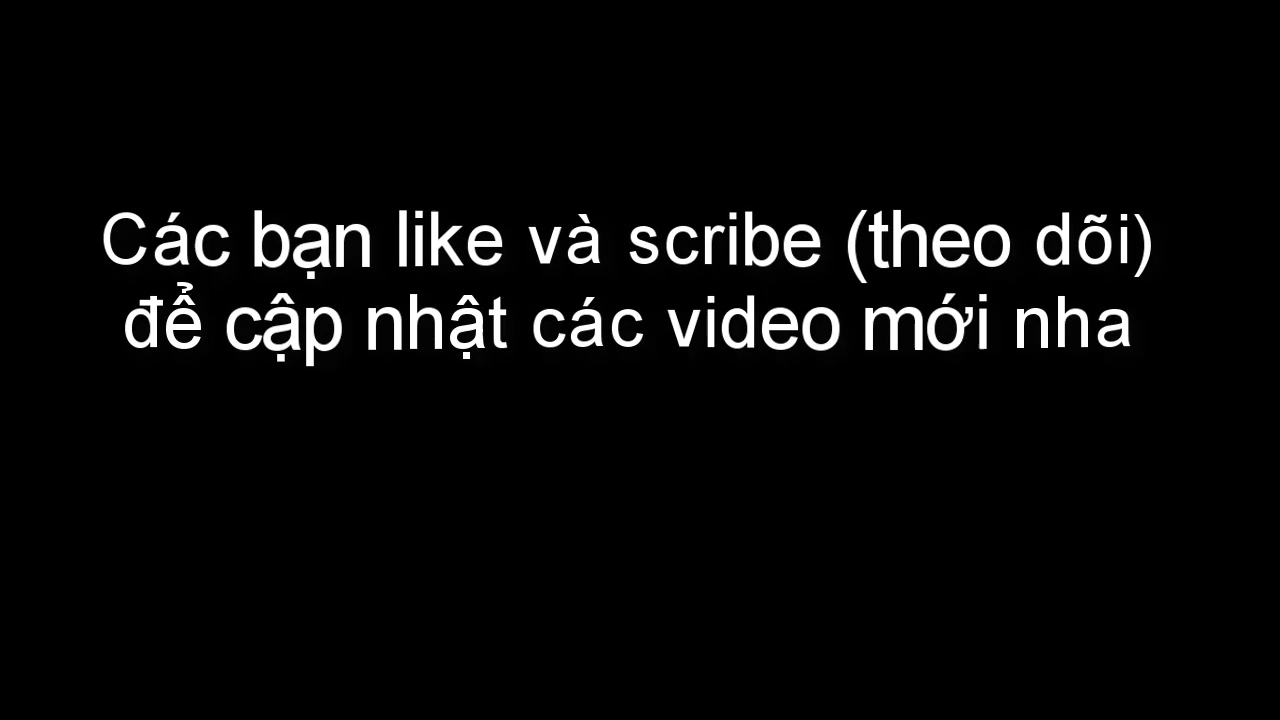 Các bạn like và scribe (theo dõi)
để cập nhật các video mới nha